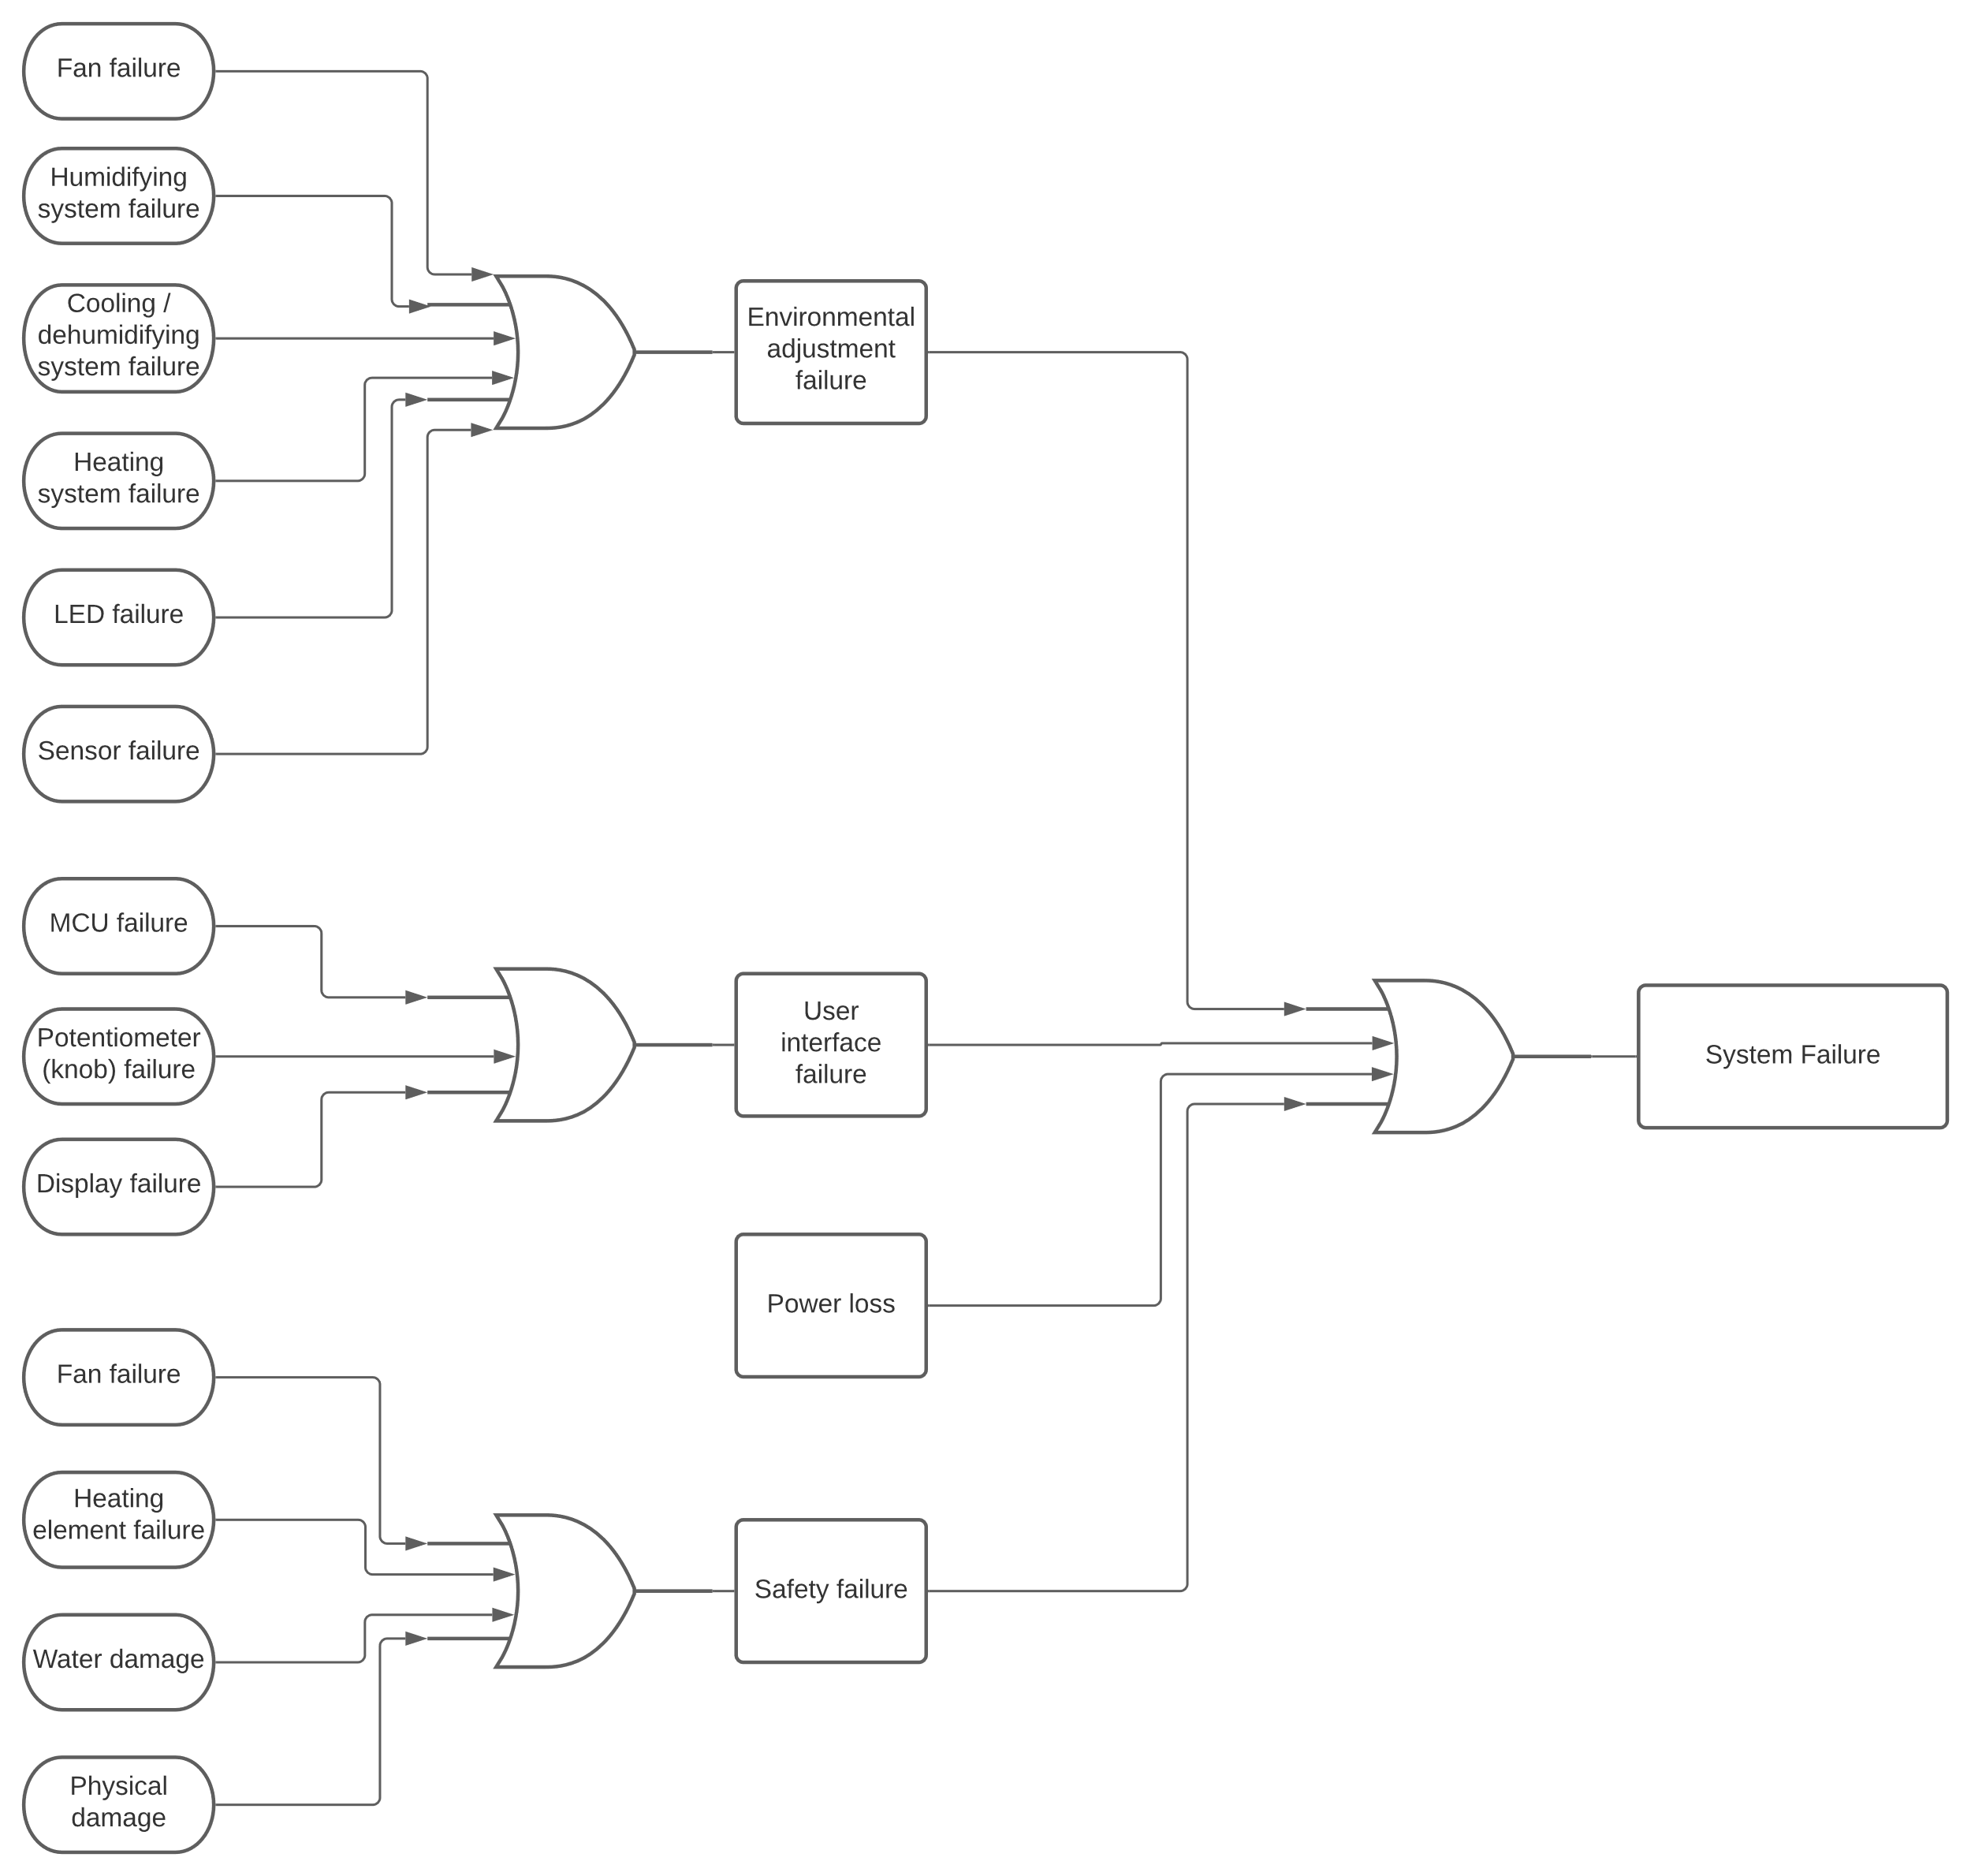 Fan failure
Humidifying
system failure
Cooling /
dehumidifying
system failure
Heating
system failure
LED failure
Sensor failure
Environmental
adjustment
failure
MCU failure
Potentiometer
(knob) failure
Display failure
User
interface
failure
Power loss
System Failure
Fan failure
Heating
element failure
Water damage
Physical
damage
Safety failure